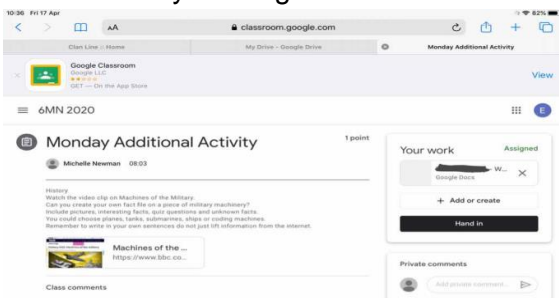 10:36 Fri 17 Apr
82%
AA
classroom.google.com
Clan Line - Home
My Drive - Google Drive
Monday Additional Activity
Google Classroom
Google LLC
GET — On the App Store
View
6MN 2020
E
Monday Additional Activity
1 point
Michelle Newman 08:03
History
Watch the video clip on Machines of the Military.
Can you create your own fact file on a piece of military machinery?
Include pictures, interesting facts, quiz questions and unknown facts.
You could choose planes, tanks, submarines, ships or coding machines.
Remember to write in your own sentences do not just lift information from the internet.
Machines of the ...
https://www.bbc.co...
Class comments
Your work
Assigned
- W...
Google Docs
+ Add or create
Hand in
Private comments
Add private comment...